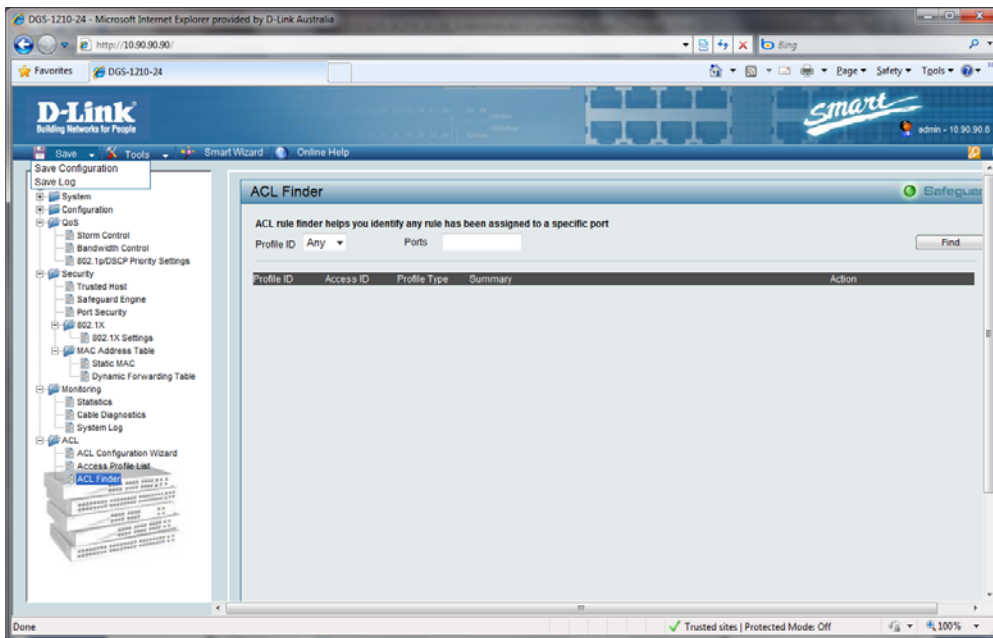 DGS-1210-24 - Microsoft Internet Explorer provided by D-Link Australia
http://10.90.90.90/
Bing
Favorites
DGS-1210-24
Page
Safety
Tools
D-Link
Building Networks for People
smart
admin - 10.90.90.
Save
Tools
Smart Wizard
Online Help
Save Configuration
Save Log
System
Configuration
QoS
Storm Control
Bandwidth Control
802.1p/DSCP Priority Settings
Security
Trusted Host
Safeguard Engine
Port Security
802.1X
802.1X Settings
MAC Address Table
Static MAC
Dynamic Forwarding Table
Monitoring
Statistics
Cable Diagnostics
System Log
ACL
ACL Configuration Wizard
Access Profile List
ACL Finder
ACL Finder
Safeguar
ACL rule finder helps you identify any rule has been assigned to a specific port
Profile ID Any Ports Find
Profile ID Access ID Profile Type Summary Action
Done
Trusted sites | Protected Mode: Off
100%